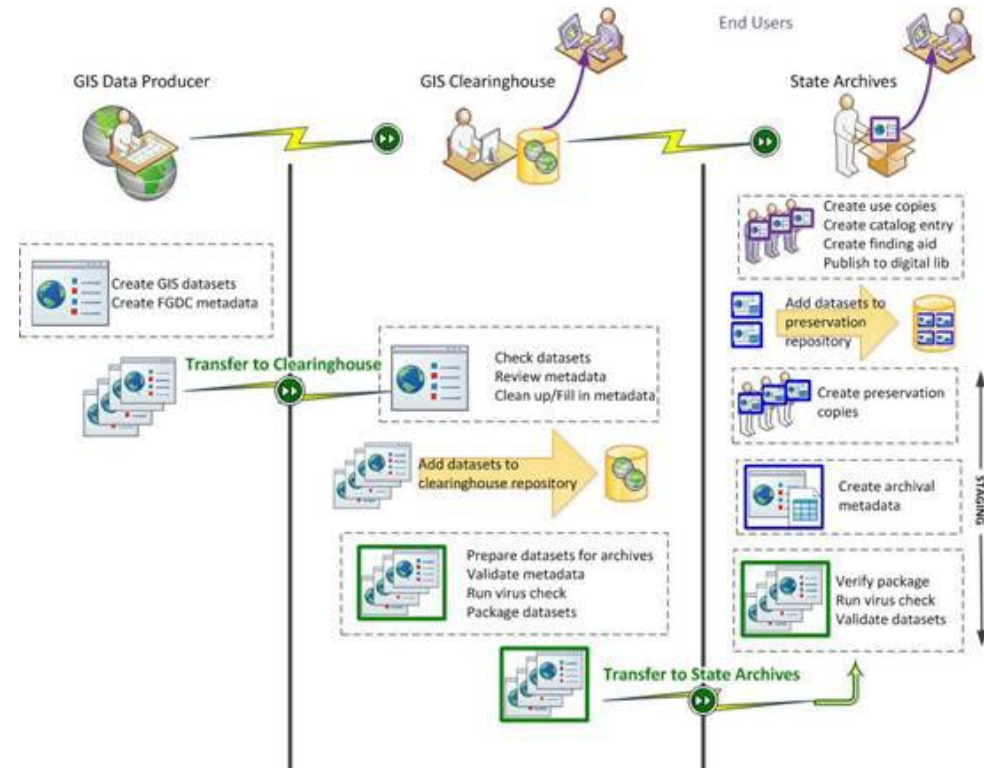 End Users
GIS Data Producer
GIS Clearinghouse
State Archives
Create GIS datasets
Create FGDC metadata
Transfer to Clearinghouse
Check datasets
Review metadata
Clean up/Fill in metadata
Add datasets to
clearinghouse repository
Prepare datasets for archives
Validate metadata
Run virus check
Package datasets
Transfer to State Archives
Create use copies
Create catalog entry
Create finding aid
Publish to digital lib
Add datasets to
preservation
repository
Create preservation
copies
Create archival
metadata
Verify package
Run virus check
Validate datasets
STAGING